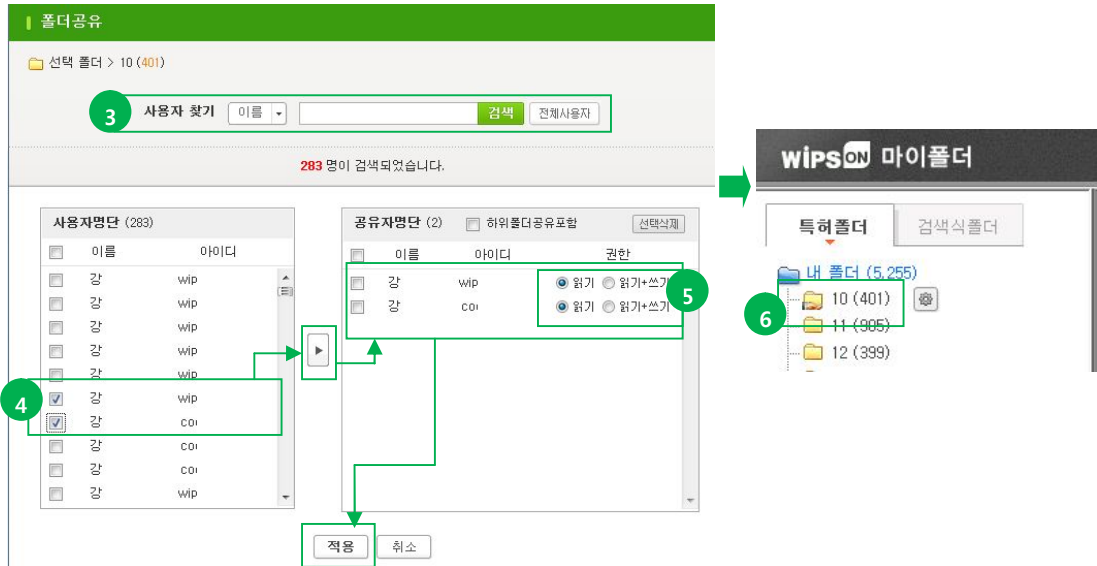 폴더공유
선택 폴더 > 10 (401)
3
사용자 찾기 이름 검색 전체사용자
283 명이 검색되었습니다.
사용자명단 (283)
이름 아이디
강 wip
강 wip
강 wip
강 wip
강 wip
강 wip
강 coı
강 coı
강 coı
강 wip
4
공유자명단 (2) 하위폴더공유포함 선택삭제
이름 아이디 권한
강 wip 읽기 읽기+쓰기
강 coı 읽기 읽기+쓰기
5
적용 취소
wips ON 마이폴더
특허폴더 검색식폴더
내 폴더 (5,255)
10 (401)
6
11 (905)
12 (399)